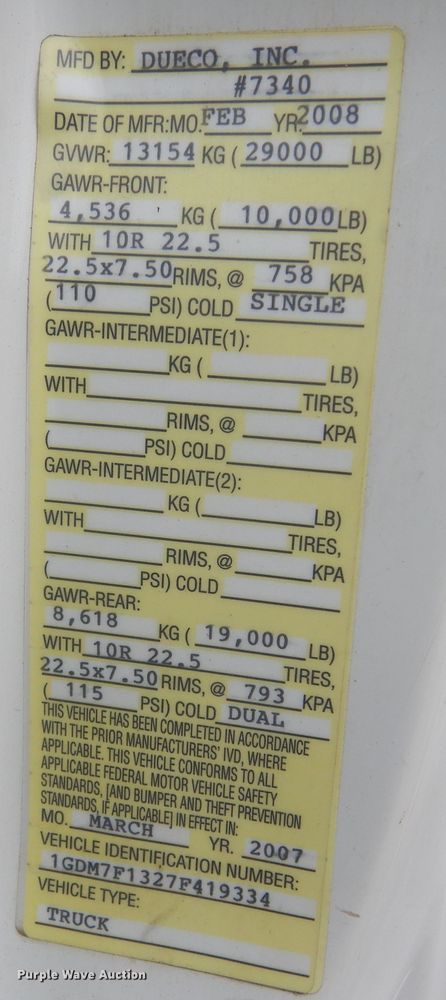 MFD BY: DUECO, INC.
#7340
DATE OF MFR:MO. FEB YR: 2008
GVWR: 13154 KG ( 29000 LB)
GAWR-FRONT:
4,536 KG ( 10,000 LB)
WITH 10R 22.5 TIRES,
22.5x7.50 RIMS, @ 758 KPA
(110 PSI) COLD SINGLE
GAWR-INTERMEDIATE(1):
KG ( LB)
WITH TIRES,
RIMS, @ KPA
( PSI) COLD
GAWR-INTERMEDIATE(2):
KG ( LB)
WITH TIRES,
RIMS, @ KPA
( PSI) COLD
GAWR-REAR:
8,618 KG ( 19,000 LB)
WITH 10R 22.5 TIRES,
22.5x7.50 RIMS, @ 793 KPA
( 115 PSI) COLD DUAL
THIS VEHICLE HAS BEEN COMPLETED IN ACCORDANCE
WITH THE PRIOR MANUFACTURERS' IVD, WHERE
APPLICABLE. THIS VEHICLE CONFORMS TO ALL
APPLICABLE FEDERAL MOTOR VEHICLE SAFETY
STANDARDS, [AND BUMPER AND THEFT PREVENTION
STANDARDS, IF APPLICABLE] IN EFFECT IN:
MO. MARCH YR. 2007
VEHICLE IDENTIFICATION NUMBER:
1GDM7F1327F419334
VEHICLE TYPE:
TRUCK
Purple Wave Auction